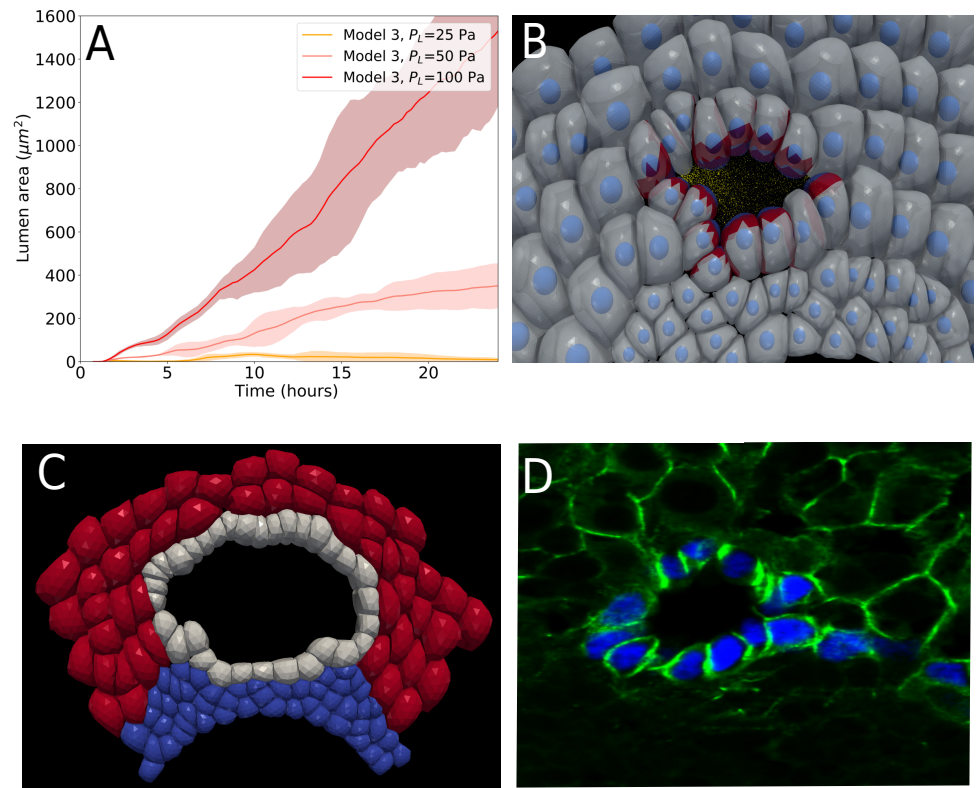 A
Model 3, P_L=25 Pa
Model 3, P_L=50 Pa
Model 3, P_L=100 Pa
Lumen area (μm²)
1600
1400
1200
1000
800
600
400
200
0
0 5 10 15 20
Time (hours)
B
C
D